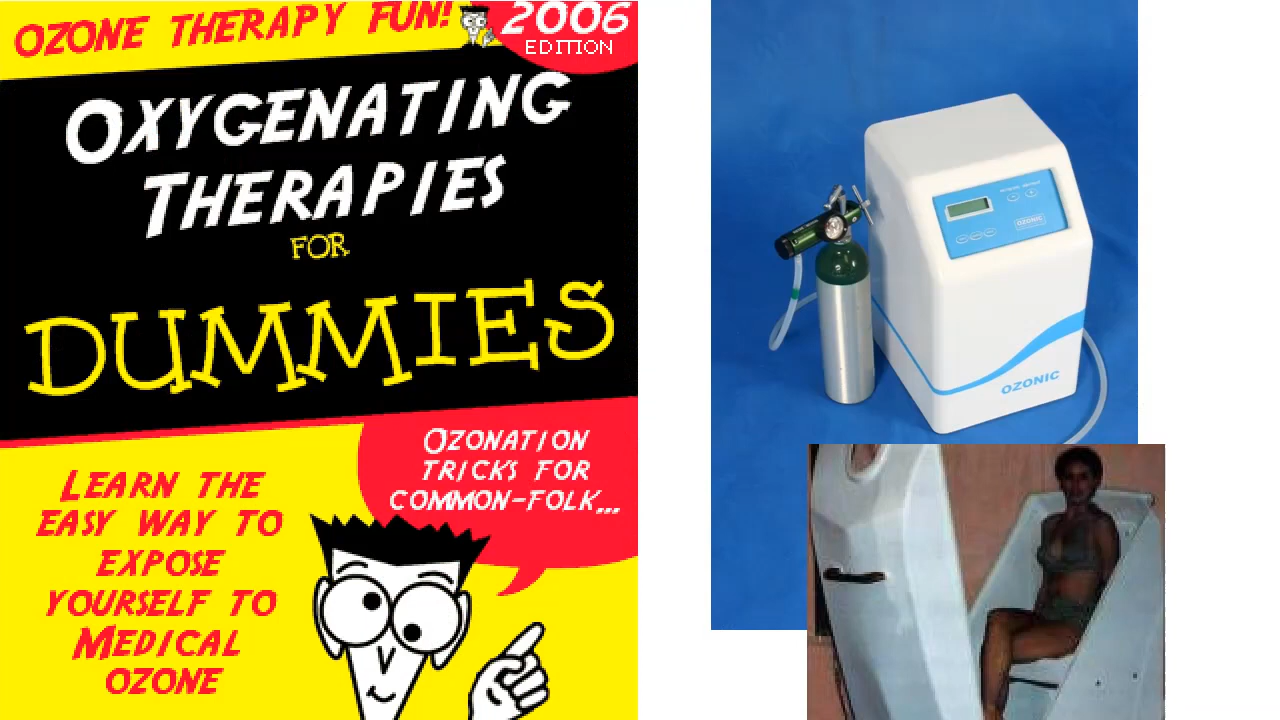 OZONE THERAPY FUN!
2006
EDITION
OXYGENATING
THERAPIES
FOR
DUMMIES
OZONATION
TRICKS FOR
COMMON-FOLK...
LEARN THE
EASY WAY TO
EXPOSE
YOURSELF TO
MEDICAL
OZONE
OZONIC
OZONIC